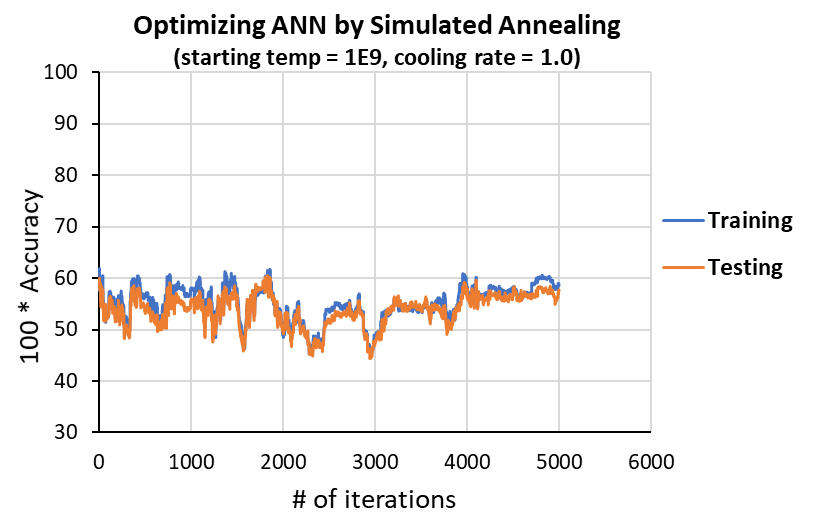 Optimizing ANN by Simulated Annealing
(starting temp = 1E9, cooling rate = 1.0)
100
90
80
70
60
50
40
30
100 * Accuracy
Training
Testing
0 1000 2000 3000 4000 5000 6000
# of iterations